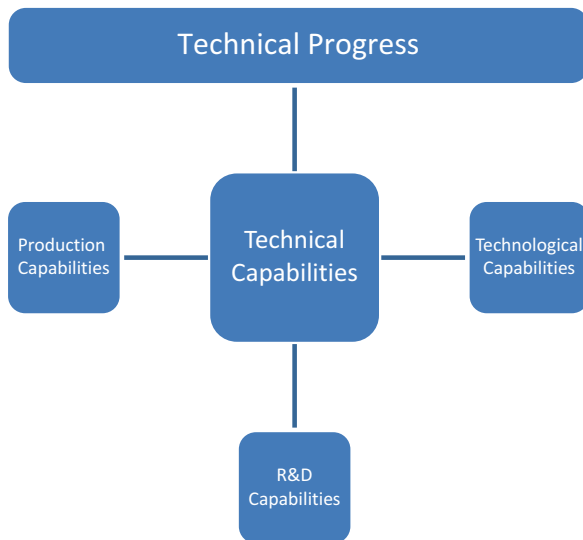 Technical Progress
Production
Capabilities
Technical
Capabilities
Technological
Capabilities
R&D
Capabilities